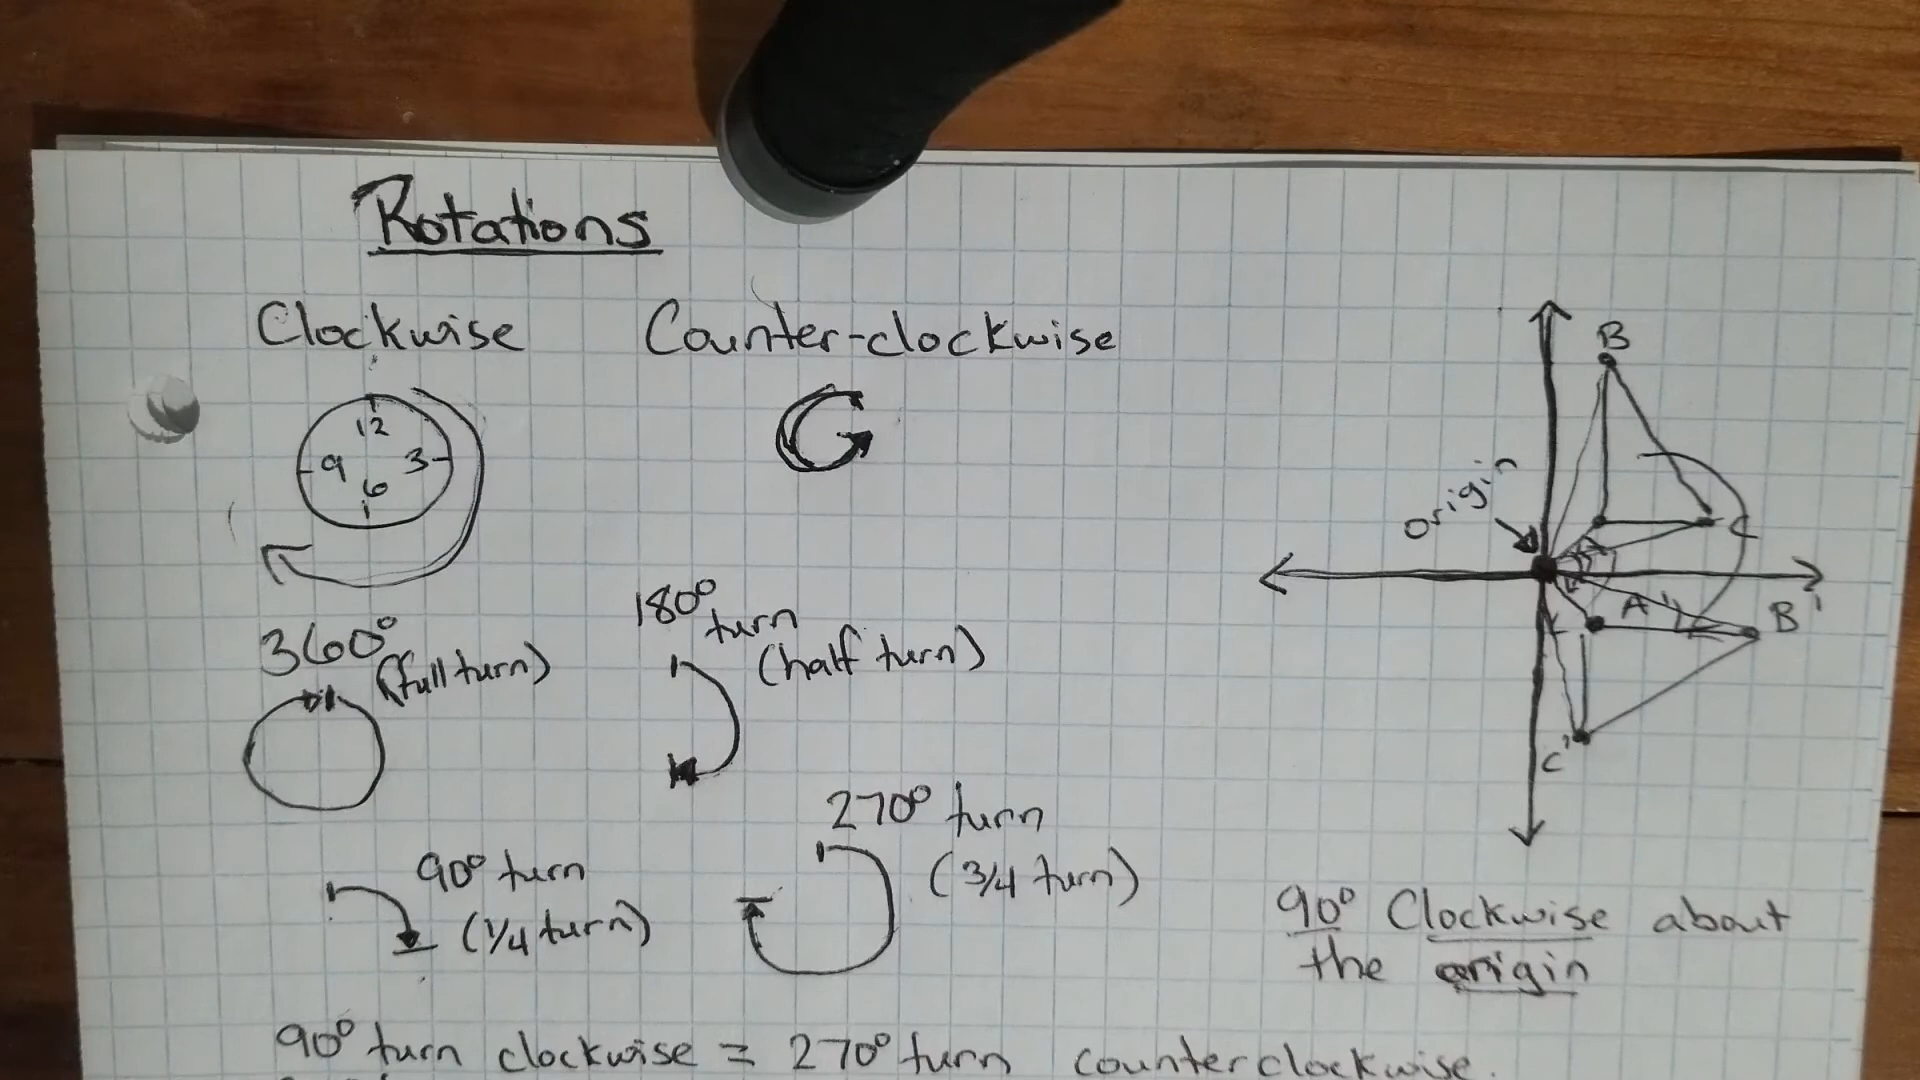 Rotations
Clockwise
Counter-clockwise
12
9 3
6
360°
(full turn)
180°
turn
(half turn)
90° turn
(1/4 turn)
270° turn
(3/4 turn)
B
origin
C
A'
B'
C'
90° Clockwise about
the origin
90° turn clockwise = 270° turn counterclockwise.